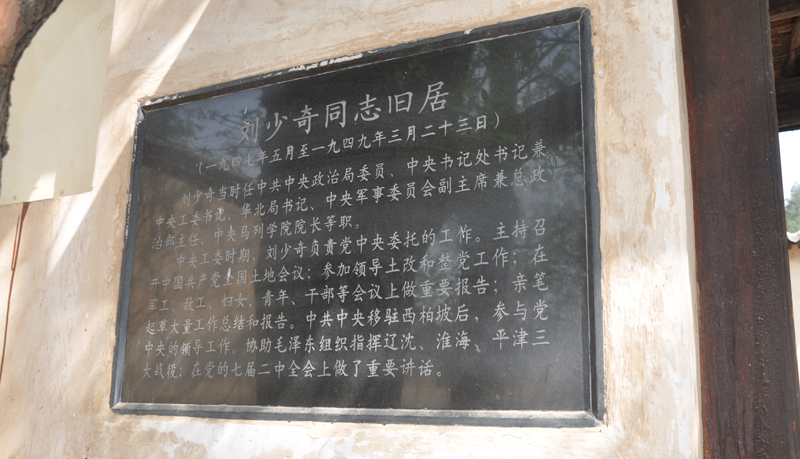 刘少奇同志旧居
(一九四七年五月至一九四九年三月二十三日)
刘少奇当时任中共中央政治局委员、中央书记处书记兼
中央工委书记、华北局书记、中央军事委员会副主席兼总政
治部主任、中央马列学院院长等职。
中央工委时期,刘少奇负责党中央委托的工作。主持召
开中国共产党全国土地会议;参加领导土改和整党工作;在
军工、敌工、妇女、青年、干部等会议上做重要报告;亲笔
起草大量工作总结和报告。中共中央移驻西柏坡后,参与党
中央的领导工作。协助毛泽东组织指挥辽沈、淮海、平津三
大战役;在党的七届二中全会上做了重要讲话。